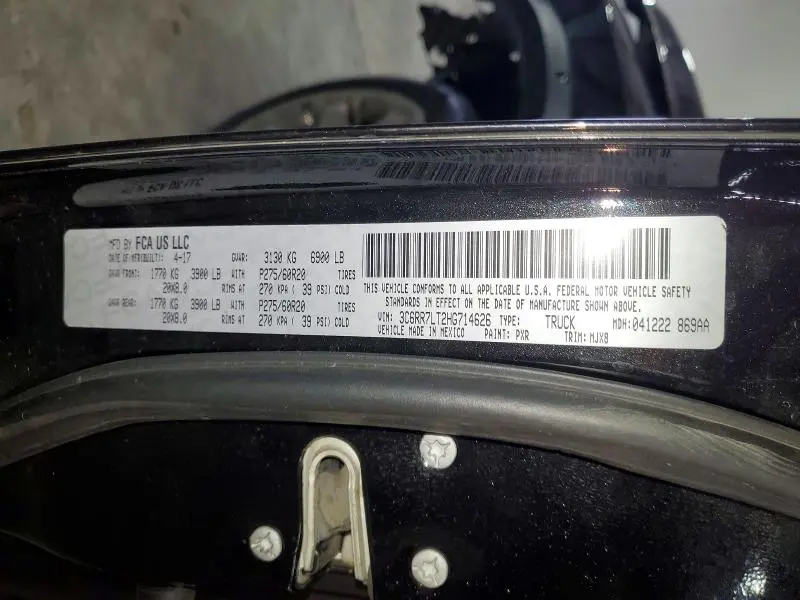 MFD BY FCA US LLC
DATE OF MFR(BUILT): 4-17 GVWR: 3130 KG 6900 LB
GAWR FRONT: 1770 KG 3900 LB WITH P275/60R20 TIRES
20X8.0 RIMS AT 270 KPA ( 39 PSI) COLD
GAWR REAR: 1770 KG 3900 LB WITH P275/60R20 TIRES
20X8.0 RIMS AT 270 KPA ( 39 PSI) COLD
THIS VEHICLE CONFORMS TO ALL APPLICABLE U.S.A. FEDERAL MOTOR VEHICLE SAFETY
STANDARDS IN EFFECT ON THE DATE OF MANUFACTURE SHOWN ABOVE.
VIN: 3C6RR7LT2HG714626 TYPE: TRUCK MDH:041222 869AA
VEHICLE MADE IN MEXICO PAINT: PXR TRIM:MJX8